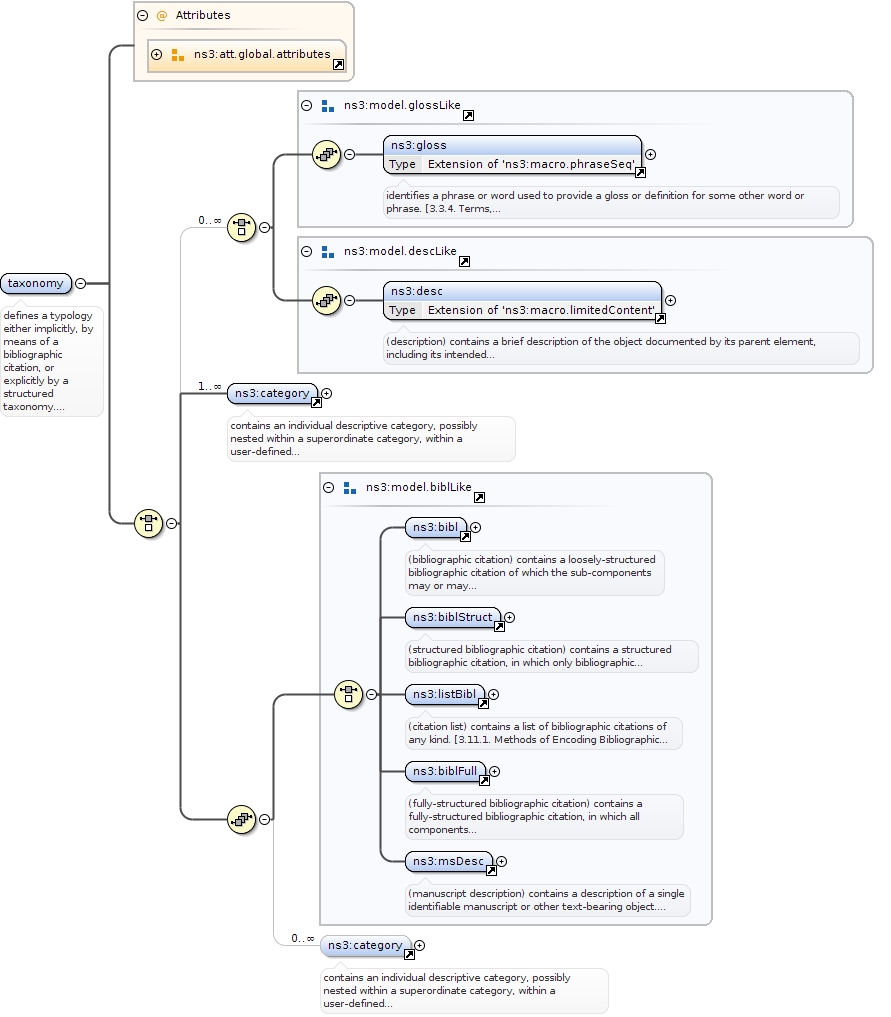 Attributes
ns3:att.global.attributes
ns3:model.glossLike
ns3:gloss
Type Extension of 'ns3:macro.phraseSeq'
identifies a phrase or word used to provide a gloss or definition for some other word or
phrase. [3.3.4. Terms,...
0..∞
ns3:model.descLike
ns3:desc
Type Extension of 'ns3:macro.limitedContent'
(description) contains a brief description of the object documented by its parent element,
including its intended...
taxonomy
defines a typology
either implicitly, by
means of a
bibliographic
citation, or
explicitly by a
structured
taxonomy....
1..∞
ns3:category
contains an individual descriptive category, possibly
nested within a superordinate category, within a
user-defined...
ns3:model.biblLike
ns3:bibl
(bibliographic citation) contains a loosely-structured
bibliographic citation of which the sub-components
may or may...
ns3:biblStruct
(structured bibliographic citation) contains a structured
bibliographic citation, in which only bibliographic...
ns3:listBibl
(citation list) contains a list of bibliographic citations of
any kind. [3.11.1. Methods of Encoding Bibliographic...
ns3:biblFull
(fully-structured bibliographic citation) contains a
fully-structured bibliographic citation, in which all
components...
ns3:msDesc
(manuscript description) contains a description of a single
identifiable manuscript or other text-bearing object....
0..∞
ns3:category
contains an individual descriptive category, possibly
nested within a superordinate category, within a
user-defined...